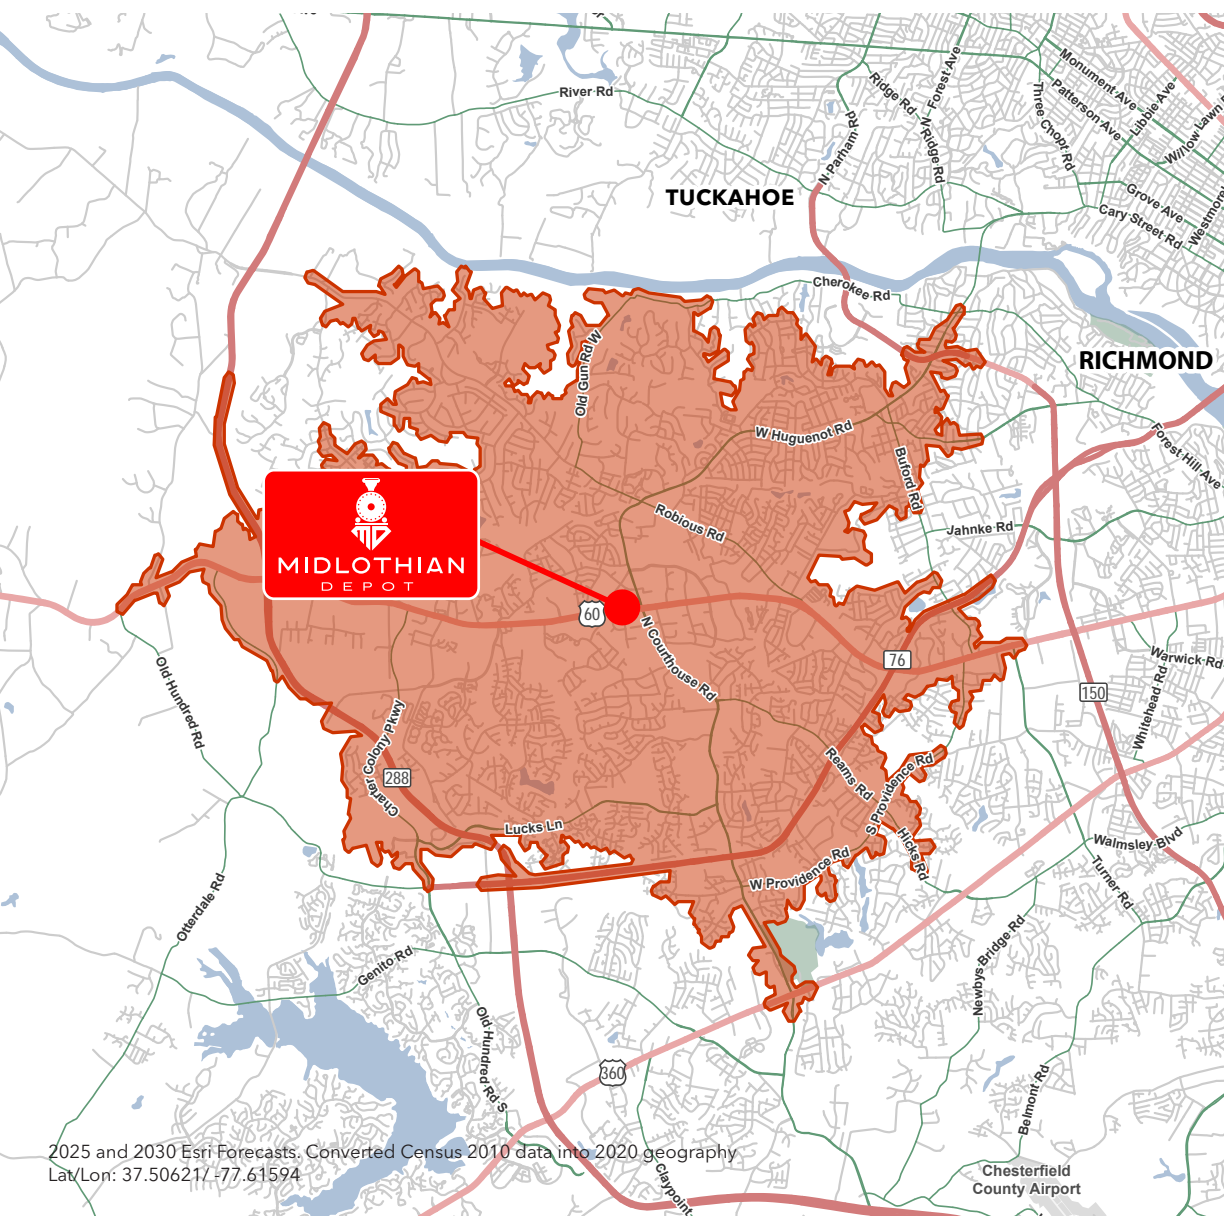 River Rd
Ridge Rd
N Forest Ave
N Ridge Rd
Monument Ave
Patterson Ave
Three Chopt Rd
Libbie Ave
Willow Lawn
N Parham Rd
TUCKAHOE
Grove Ave
Cary Street Rd
Cherokee Rd
RICHMOND
Old Gun Rd W
W Huguenot Rd
Buford Rd
Forest Hill Ave
Robious Rd
Jahnke Rd
MIDLOTHIAN
DEPOT
60
N Courthouse Rd
76
Warwick Rd
Whitehead Rd
150
Old Hundred Rd
Charter Colony Pkwy
288
Reams Rd
S Providence Rd
Lucks Ln
Hicks Rd
Walmsley Blvd
W Providence Rd
Turner Rd
Otterdale Rd
Genito Rd
Newbys Bridge Rd
Old Hundred Rd S
360
Belmont Rd
2025 and 2030 Esri Forecasts. Converted Census 2010 data into 2020 geography
Lat/Lon: 37.50621/ -77.61594
Claypoint
Chesterfield
County Airport